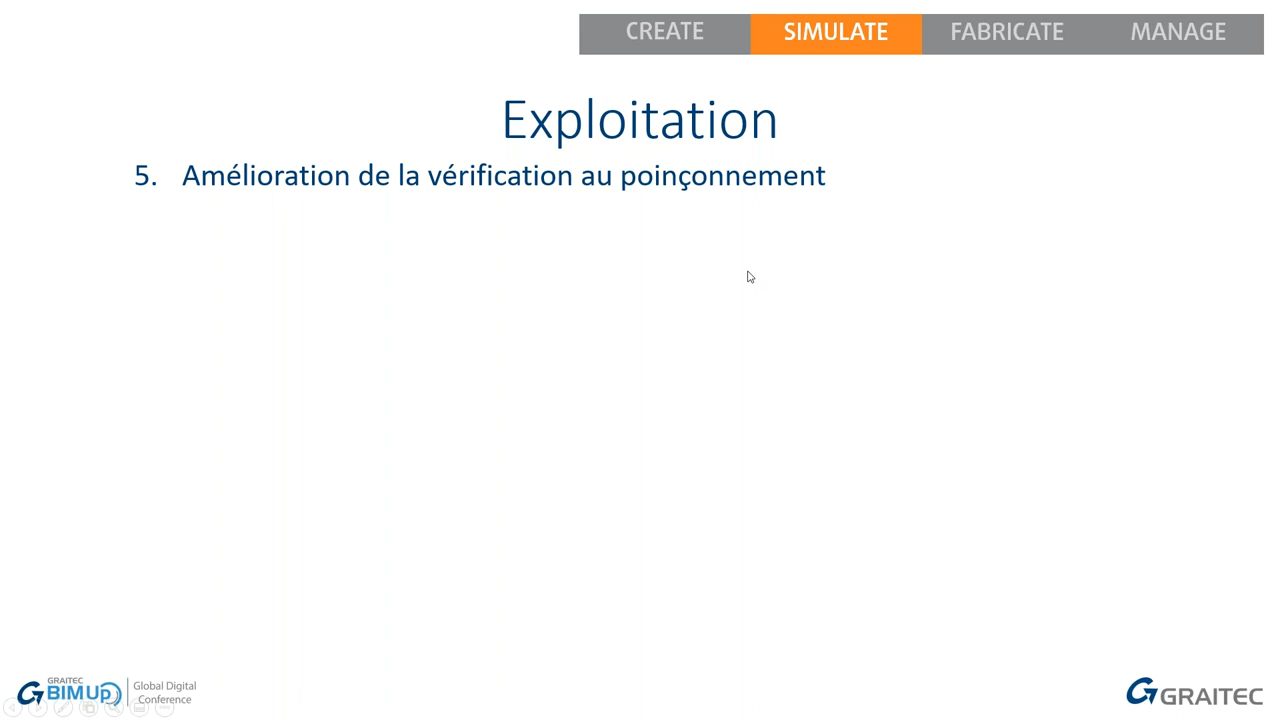 CREATE SIMULATE FABRICATE MANAGE
Exploitation
5. Amélioration de la vérification au poinçonnement
GRAITEC
BIMUp
Global Digital
Conference
GRAITEC